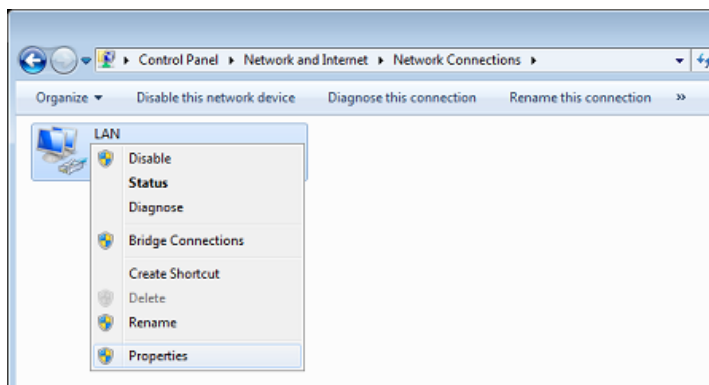 Control Panel ▸ Network and Internet ▸ Network Connections ▸
Organize ▾ Disable this network device Diagnose this connection Rename this connection »
LAN
Disable
Status
Diagnose
Bridge Connections
Create Shortcut
Delete
Rename
Properties